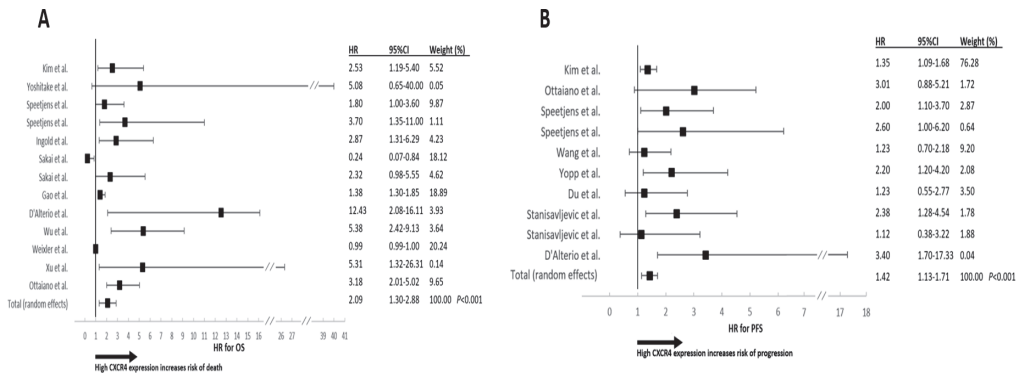 A
HR 95%CI Weight (%)
Kim et al. 2.53 1.19-5.40 5.52
Yoshitake et al. 5.08 0.65-40.00 0.05
Speetjens et al. 1.80 1.00-3.60 9.87
Speetjens et al. 3.70 1.35-11.00 1.11
Ingold et al. 2.87 1.31-6.29 4.23
Sakai et al. 0.24 0.07-0.84 18.12
Sakai et al. 2.32 0.98-5.55 4.62
Gao et al. 1.38 1.30-1.85 18.89
D'Alterio et al. 12.43 2.08-16.11 3.93
Wu et al. 5.38 2.42-9.13 3.64
Weixler et al. 0.99 0.99-1.00 20.24
Xu et al. 5.31 1.32-26.31 0.14
Ottaiano et al. 3.18 2.01-5.02 9.65
Total (random effects) 2.09 1.30-2.88 100.00 P<0.001
0 1 2 3 4 5 6 7 8 9 10 11 12 13 14 15 16 26 27 39 40 41
HR for OS
High CXCR4 expression increases risk of death
B
HR 95%CI Weight (%)
Kim et al. 1.35 1.09-1.68 76.28
Ottaiano et al. 3.01 0.88-5.21 1.72
Speetjens et al. 2.00 1.10-3.70 2.87
Speetjens et al. 2.60 1.00-6.20 0.64
Wang et al. 1.23 0.70-2.18 9.20
Yopp et al. 2.20 1.20-4.20 2.08
Du et al. 1.23 0.55-2.77 3.50
Stanisavljevic et al. 2.38 1.28-4.54 1.78
Stanisavljevic et al. 1.12 0.38-3.22 1.88
D'Alterio et al. 3.40 1.70-17.33 0.04
Total (random effects) 1.42 1.13-1.71 100.00 P<0.001
0 1 2 3 4 5 6 7 17 18
HR for PFS
High CXCR4 expression increases risk of progression